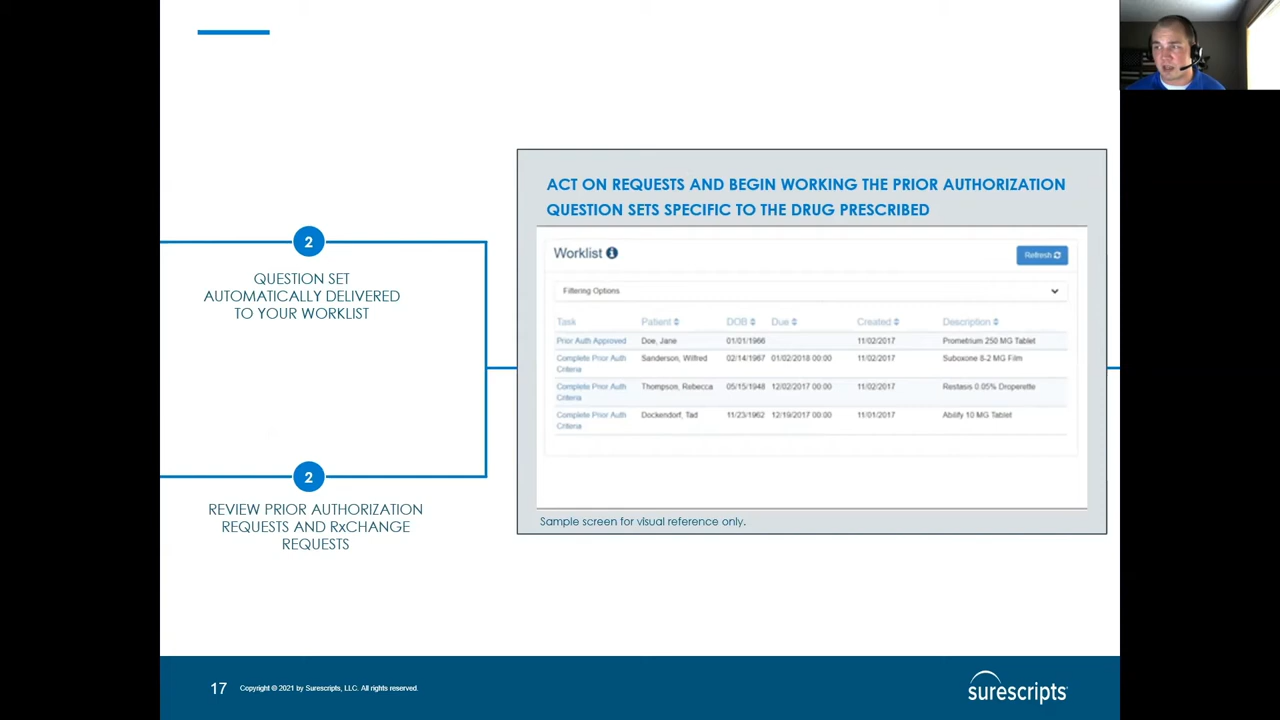 2
QUESTION SET
AUTOMATICALLY DELIVERED
TO YOUR WORKLIST
2
REVIEW PRIOR AUTHORIZATION
REQUESTS AND RxCHANGE
REQUESTS
ACT ON REQUESTS AND BEGIN WORKING THE PRIOR AUTHORIZATION
QUESTION SETS SPECIFIC TO THE DRUG PRESCRIBED
Worklist
Refresh
Filtering Options
Task Patient DOB Due Created Description
Prior Auth Approved Doe, Jane 01/01/1966 11/02/2017 Prometrium 250 MG Tablet
Complete Prior Auth Sanderson, Wilfred 02/14/1967 01/02/2018 00:00 11/02/2017 Suboxone 8-2 MG Film
Criteria
Complete Prior Auth Thompson, Rebecca 05/15/1948 12/02/2017 00:00 11/02/2017 Restasis 0.05% Droperette
Criteria
Complete Prior Auth Dockendorf, Tad 11/23/1962 12/19/2017 00:00 11/01/2017 Abilify 10 MG Tablet
Criteria
Sample screen for visual reference only.
17 Copyright © 2021 by Surescripts, LLC. All rights reserved.
surescripts